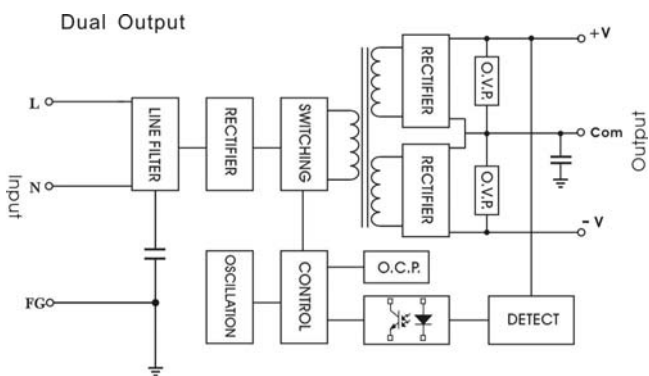 Dual Output
Input
L
N
FG
LINE FILTER
RECTIFIER
SWITCHING
RECTIFIER
RECTIFIER
O.V.P.
O.V.P.
+V
Com
-V
Output
OSCILLATION
CONTROL
O.C.P.
DETECT